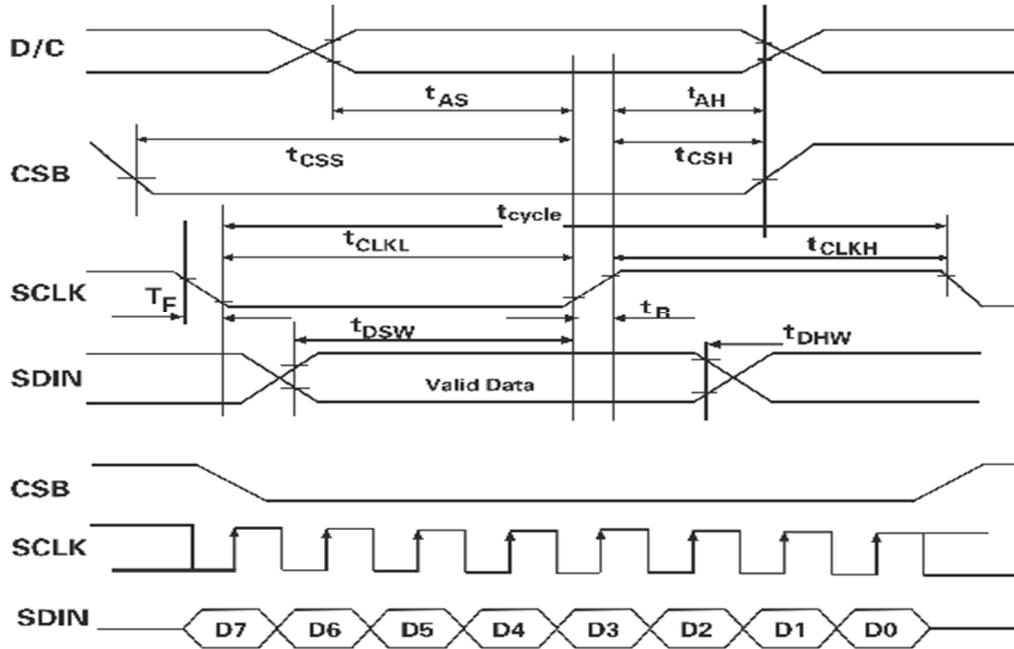 D/C
tAS
tAH
tCSS
tCSH
CSB
tcycle
tCLKL
tCLKH
SCLK
TF
tR
tDSW
tDHW
SDIN
Valid Data
CSB
SCLK
SDIN
D7 D6 D5 D4 D3 D2 D1 D0